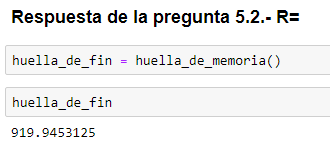 Respuesta de la pregunta 5.2.- R=
huella_de_fin = huella_de_memoria()
huella_de_fin
919.9453125